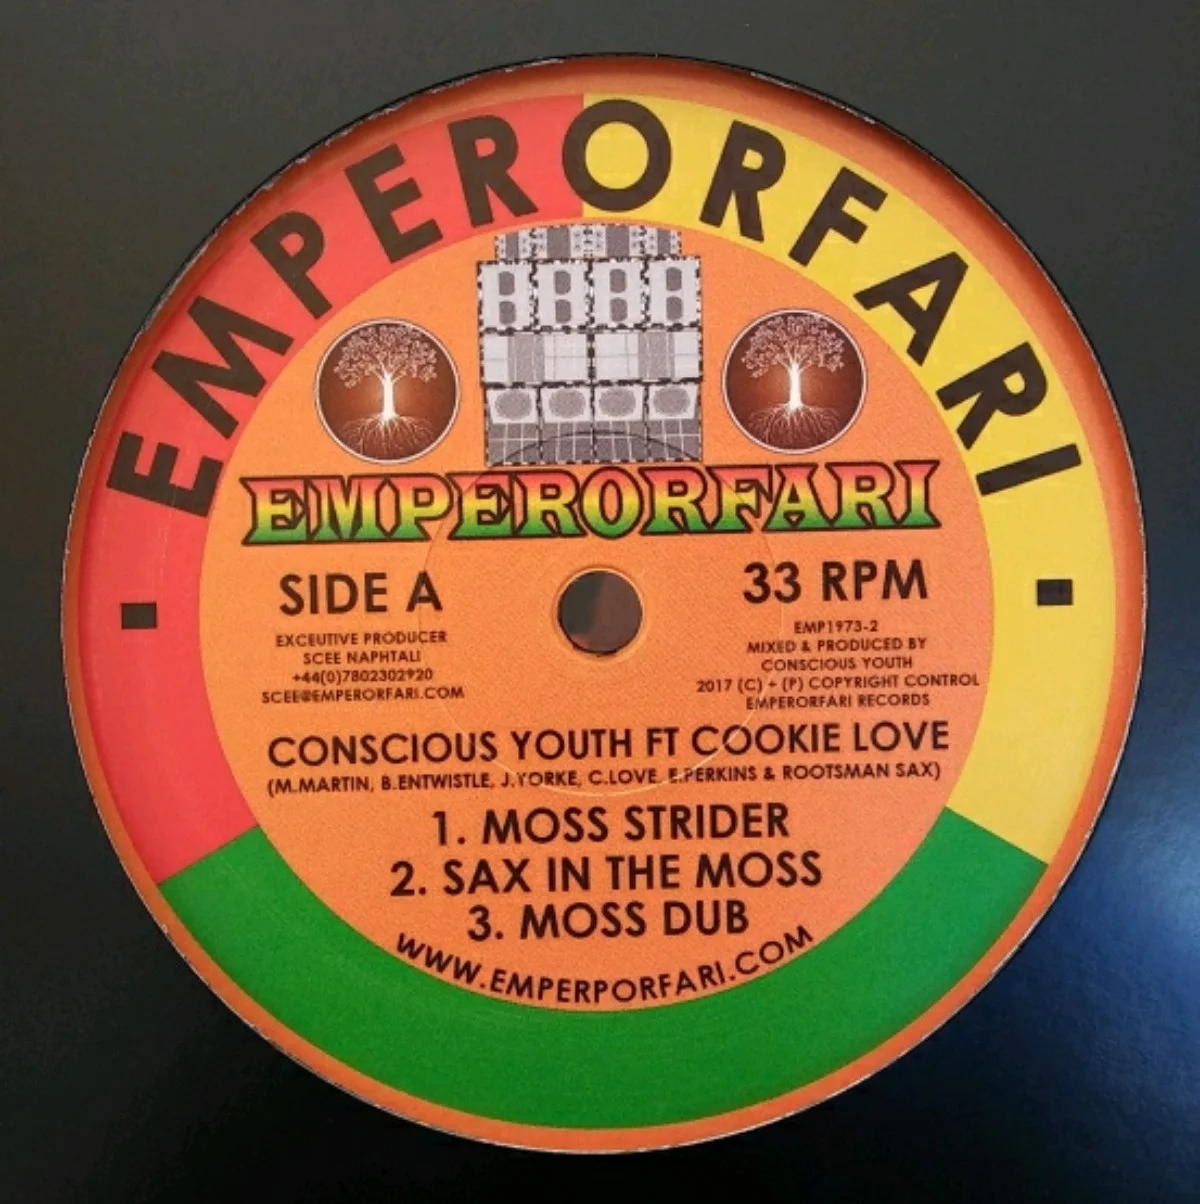 EMPERORFARI
EMPERORFARI
SIDE A
EXCEUTIVE PRODUCER
SCEE NAPHTALI
+44(0)7802302920
SCEE@EMPERORFARI.COM
33 RPM
EMP1973-2
MIXED & PRODUCED BY
CONSCIOUS YOUTH
2017 (C) + (P) COPYRIGHT CONTROL
EMPERORFARI RECORDS
CONSCIOUS YOUTH FT COOKIE LOVE
(M.MARTIN, B.ENTWISTLE, J.YORKE, C.LOVE. E.PERKINS & ROOTSMAN SAX)
1. MOSS STRIDER
2. SAX IN THE MOSS
3. MOSS DUB
WWW.EMPERPORFARI.COM